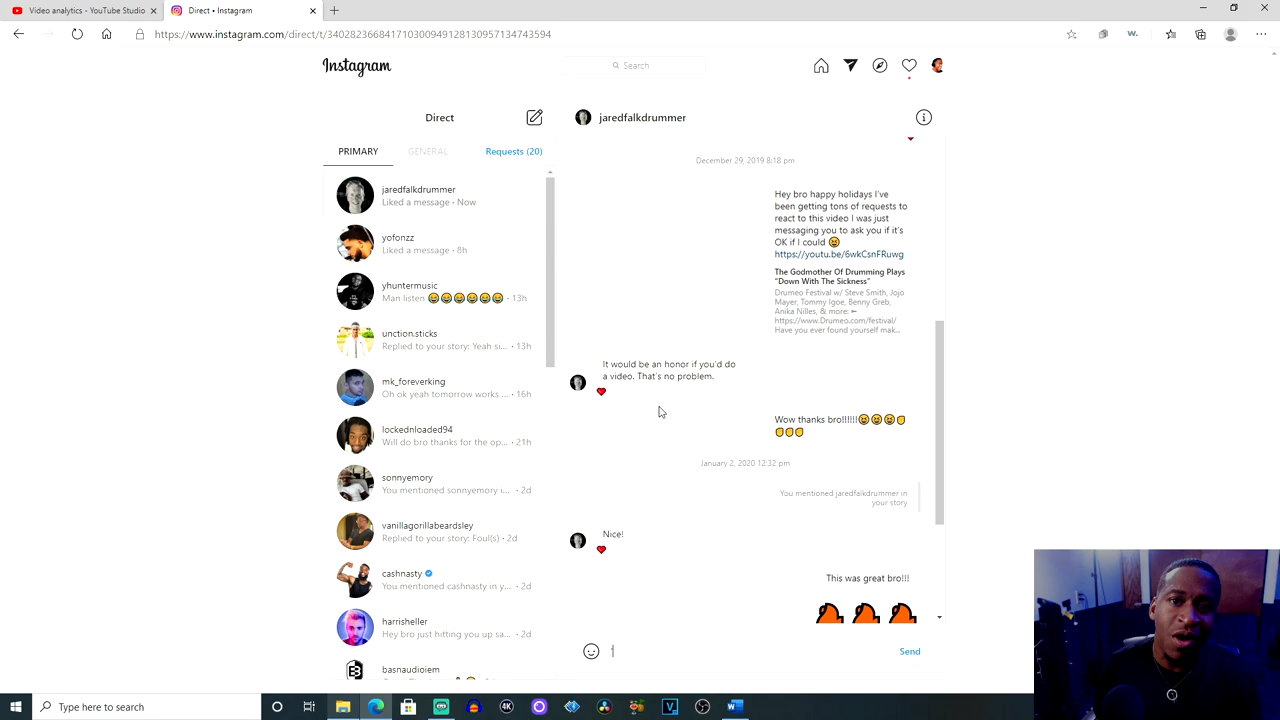 Video analytics - YouTube Studio
Direct • Instagram
https://www.instagram.com/direct/t/340282366841710300949128130957134743594
Instagram
Search
Direct
jaredfalkdrummer
PRIMARY
GENERAL
Requests (20)
December 29, 2019 8:18 pm
jaredfalkdrummer
Liked a message · Now
yofonzz
Liked a message · 8h
yhuntermusic
Man listen 😂😂😂😂😂😂 · 13h
unction.sticks
Replied to your story: Yeah si... · 13h
mk_foreverking
Oh ok yeah tomorrow works ... · 16h
lockednloaded94
Will do bro thanks for the op... · 21h
sonnyemory
You mentioned sonnyemory i... · 2d
vanillagorillabeardsley
Replied to your story: Foul(s) · 2d
cashnasty
You mentioned cashnasty in y... · 2d
harrisheller
Hey bro just hitting you up sa... · 2d
basnaudioiem
Hey bro happy holidays I've
been getting tons of requests to
react to this video I was just
messaging you to ask you if it's
OK if I could 😆
https://youtu.be/6wkCsnFRuwg
The Godmother Of Drumming Plays
"Down With The Sickness"
Drumeo Festival w/ Steve Smith, Jojo
Mayer, Tommy Igoe, Benny Greb,
Anika Nilles, & more: ►
https://www.Drumeo.com/festival/
Have you ever found yourself mak...
It would be an honor if you'd do
a video. That's no problem.
Wow thanks bro!!!!!!😆😆😆✊
✊✊✊
January 2, 2020 12:32 pm
You mentioned jaredfalkdrummer in
your story
Nice!
This was great bro!!!
Send
Type here to search